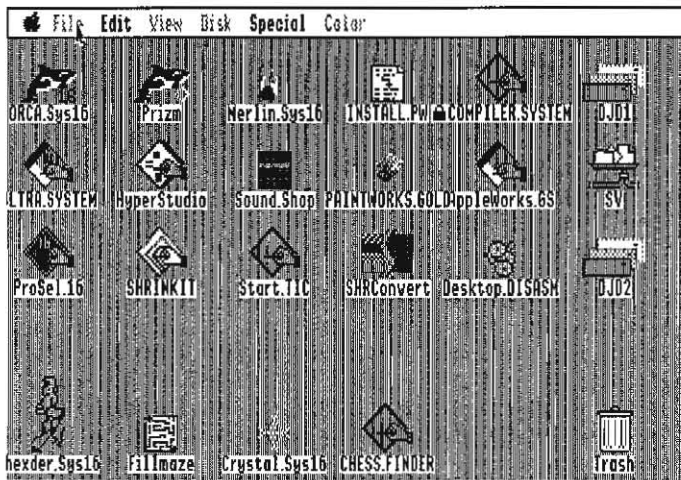 File Edit View Disk Special Color
ORCA.Sys16 Prizm Merlin.Sys16 INSTALL.PW COMPILER.SYSTEM DJD1
LTRA.SYSTEM HyperStudio Sound.Shop PAINTWORKS.GOLD AppleWorks.GS SV
ProSel.16 SHRINKIT Start.TIC SHRConvert Desktop.DISASM DJD2
hexder.Sys16 Fillmaze Crystal.Sys16 CHESS.FINDER Trash